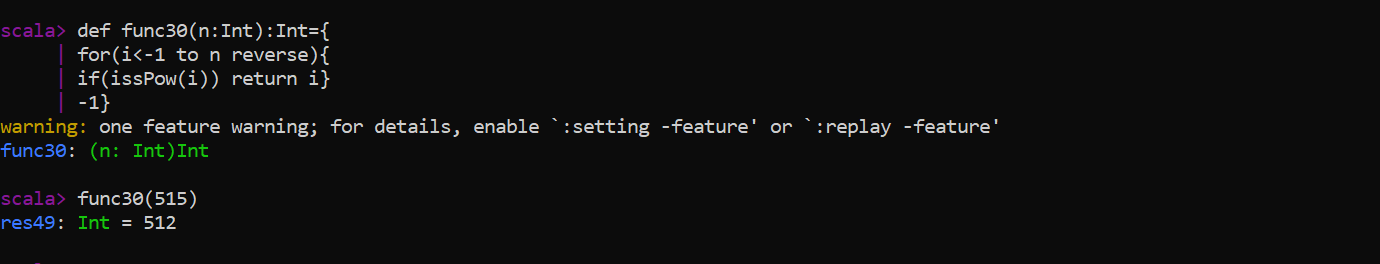 scala> def func30(n:Int):Int={
| for(i<-1 to n reverse){
| if(issPow(i)) return i}
| -1}
warning: one feature warning; for details, enable `:setting -feature' or `:replay -feature'
func30: (n: Int)Int
scala> func30(515)
res49: Int = 512